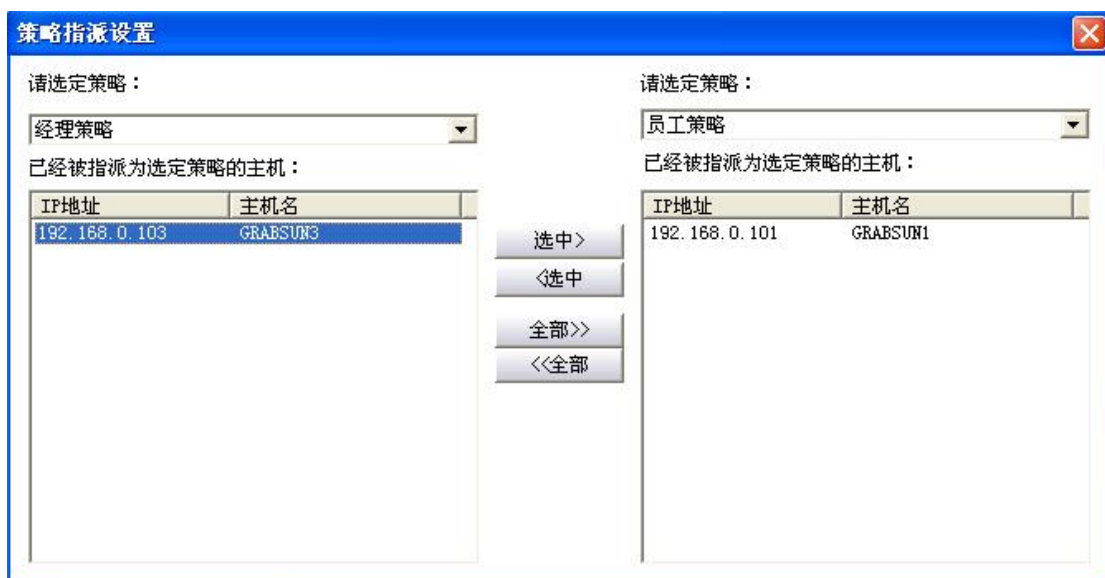 策略指派设置
请选定策略：
经理策略
已经被指派为选定策略的主机：
IP地址 主机名
192.168.0.103 GRABSUN3
选中>
<选中
全部>>
<<全部
请选定策略：
员工策略
已经被指派为选定策略的主机：
IP地址 主机名
192.168.0.101 GRABSUN1